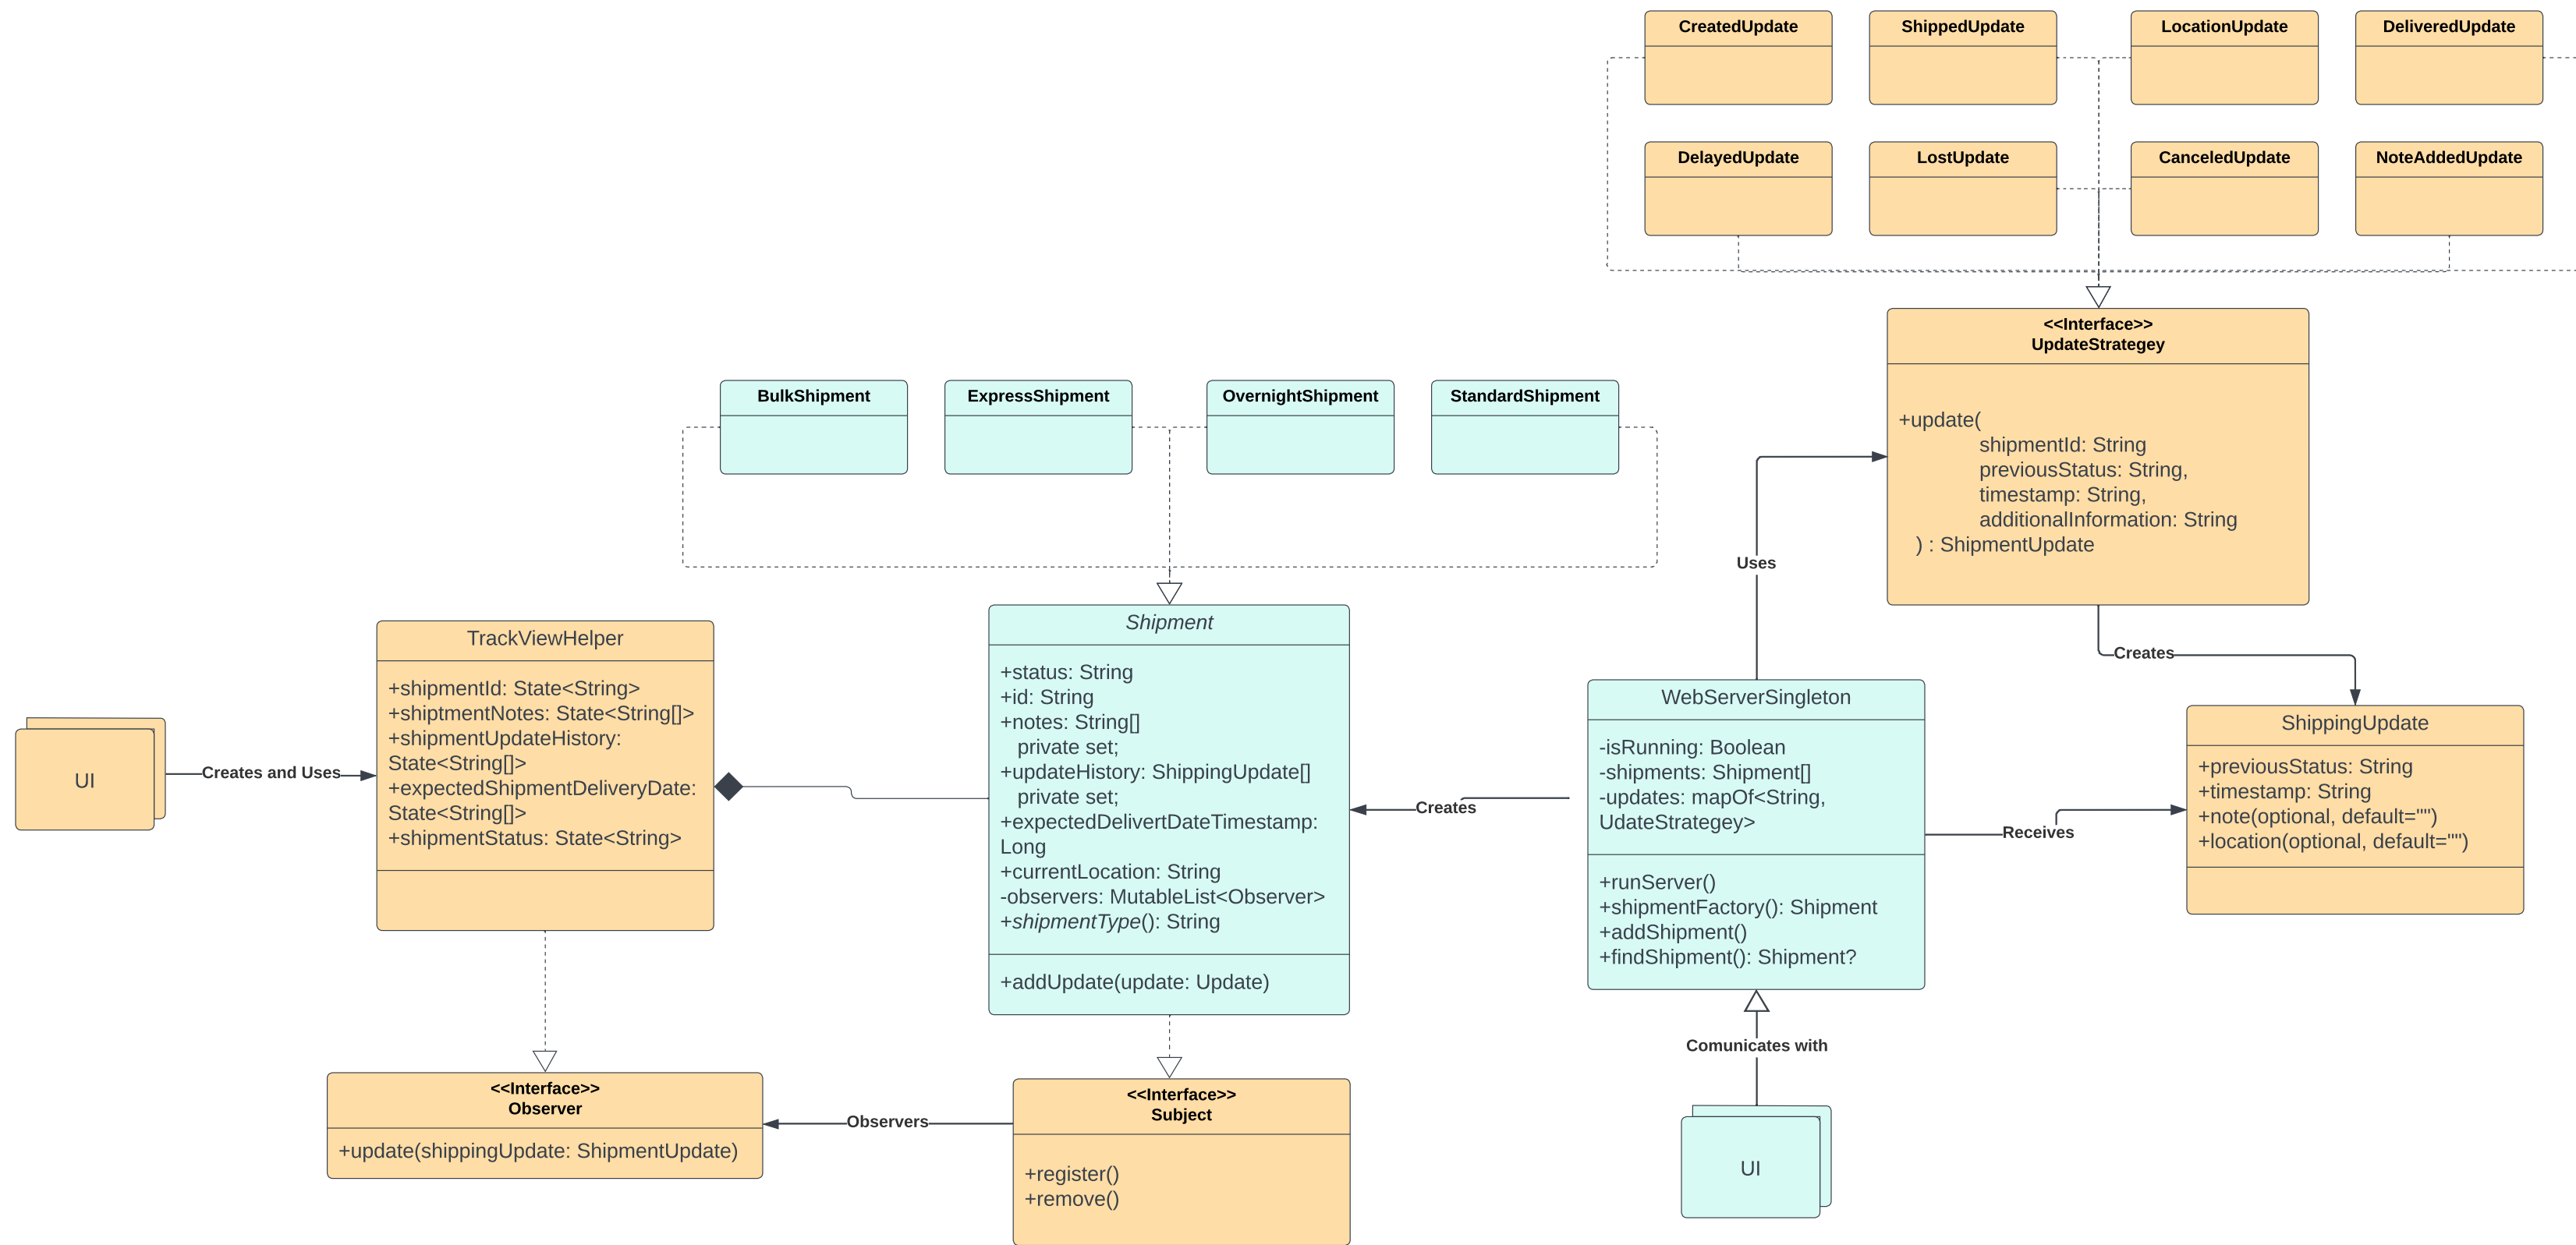 CreatedUpdate
ShippedUpdate
LocationUpdate
DeliveredUpdate
DelayedUpdate
LostUpdate
CanceledUpdate
NoteAddedUpdate
<<Interface>>
UpdateStrategey
+update(
shipmentId: String
previousStatus: String,
timestamp: String,
additionalInformation: String
) : ShipmentUpdate
BulkShipment
ExpressShipment
OvernightShipment
StandardShipment
Uses
Creates
UI
Creates and Uses
TrackViewHelper
+shipmentId: State<String>
+shiptmentNotes: State<String[]>
+shipmentUpdateHistory:
State<String[]>
+expectedShipmentDeliveryDate:
State<String[]>
+shipmentStatus: State<String>
Shipment
+status: String
+id: String
+notes: String[]
private set;
+updateHistory: ShippingUpdate[]
private set;
+expectedDelivertDateTimestamp:
Long
+currentLocation: String
-observers: MutableList<Observer>
+shipmentType(): String
+addUpdate(update: Update)
Creates
WebServerSingleton
-isRunning: Boolean
-shipments: Shipment[]
-updates: mapOf<String,
UdateStrategey>
+runServer()
+shipmentFactory(): Shipment
+addShipment()
+findShipment(): Shipment?
Receives
ShippingUpdate
+previousStatus: String
+timestamp: String
+note(optional, default="")
+location(optional, default="")
Comunicates with
UI
<<Interface>>
Observer
+update(shippingUpdate: ShipmentUpdate)
Observers
<<Interface>>
Subject
+register()
+remove()